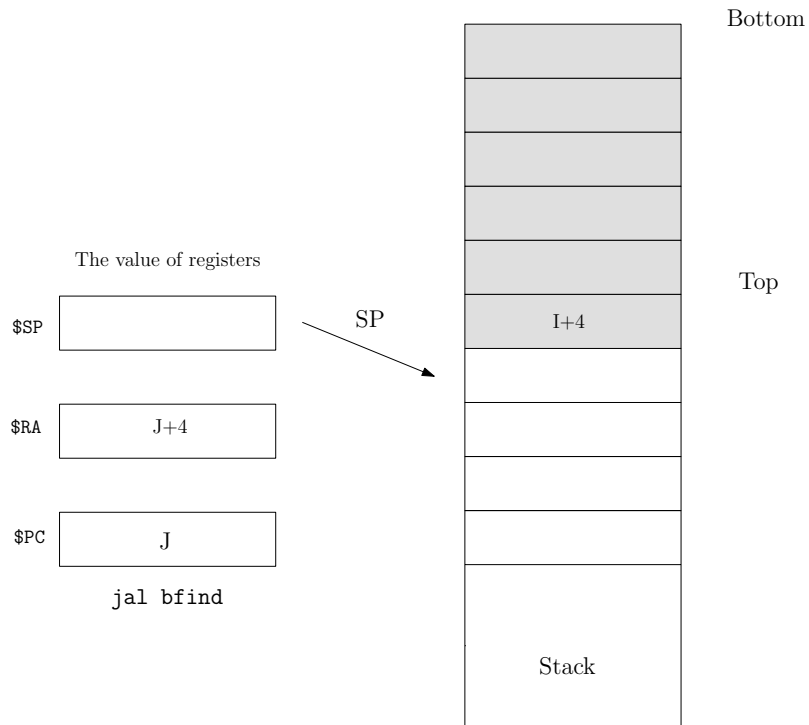 Bottom
The value of registers
Top
$SP
SP
I+4
$RA
J+4
$PC
J
jal bfind
Stack